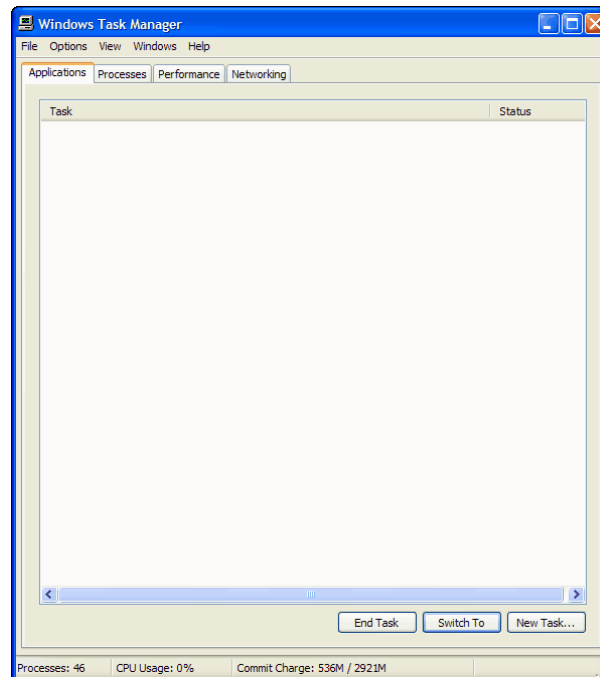 Windows Task Manager
File Options View Windows Help
Applications Processes Performance Networking
Task Status
End Task Switch To New Task...
Processes: 46 CPU Usage: 0% Commit Charge: 536M / 2921M